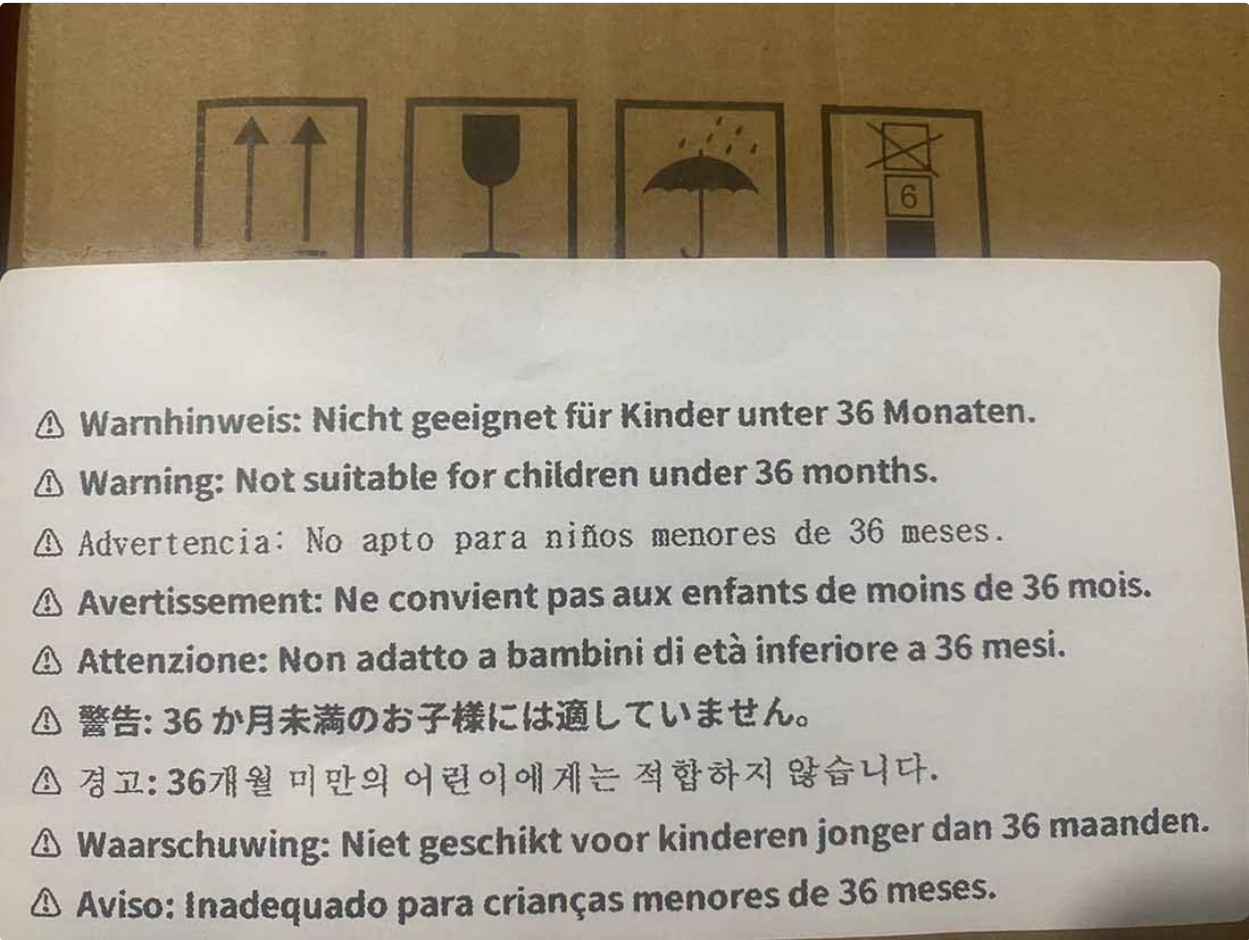 6
⚠ Warnhinweis: Nicht geeignet für Kinder unter 36 Monaten.
⚠ Warning: Not suitable for children under 36 months.
⚠ Advertencia: No apto para niños menores de 36 meses.
⚠ Avertissement: Ne convient pas aux enfants de moins de 36 mois.
⚠ Attenzione: Non adatto a bambini di età inferiore a 36 mesi.
⚠ 警告: 36 か月未満のお子様には適していません。
⚠ 경고: 36개월 미만의 어린이에게는 적합하지 않습니다.
⚠ Waarschuwing: Niet geschikt voor kinderen jonger dan 36 maanden.
⚠ Aviso: Inadequado para crianças menores de 36 meses.